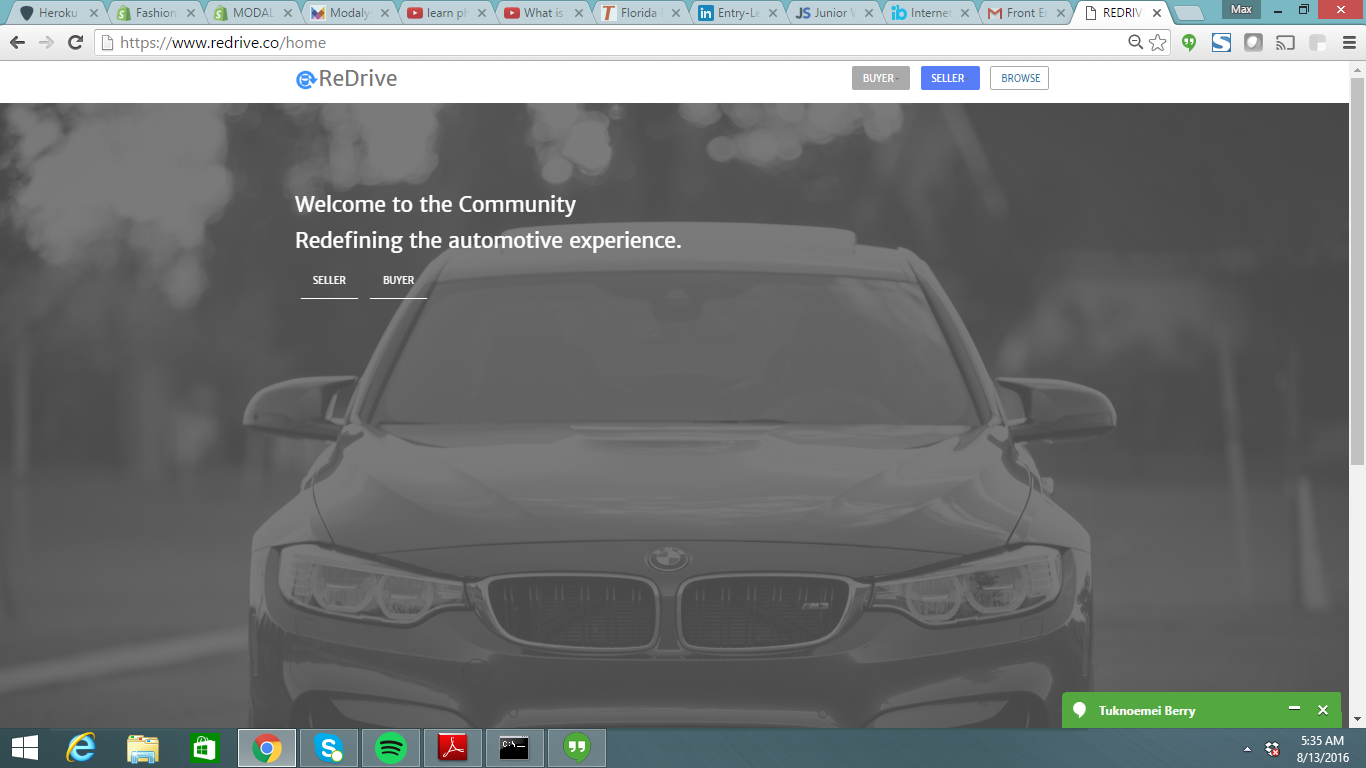 Max
Heroku
Fashion
MODAL
Modaly
learn ph
What is
Florida
Entry-Le
Junior
Internet
Front E
REDRIV
https://www.redrive.co/home
ReDrive
BUYER
SELLER
BROWSE
Welcome to the Community
Redefining the automotive experience.
SELLER BUYER
M3
Tuknoemei Berry
5:35 AM
8/13/2016